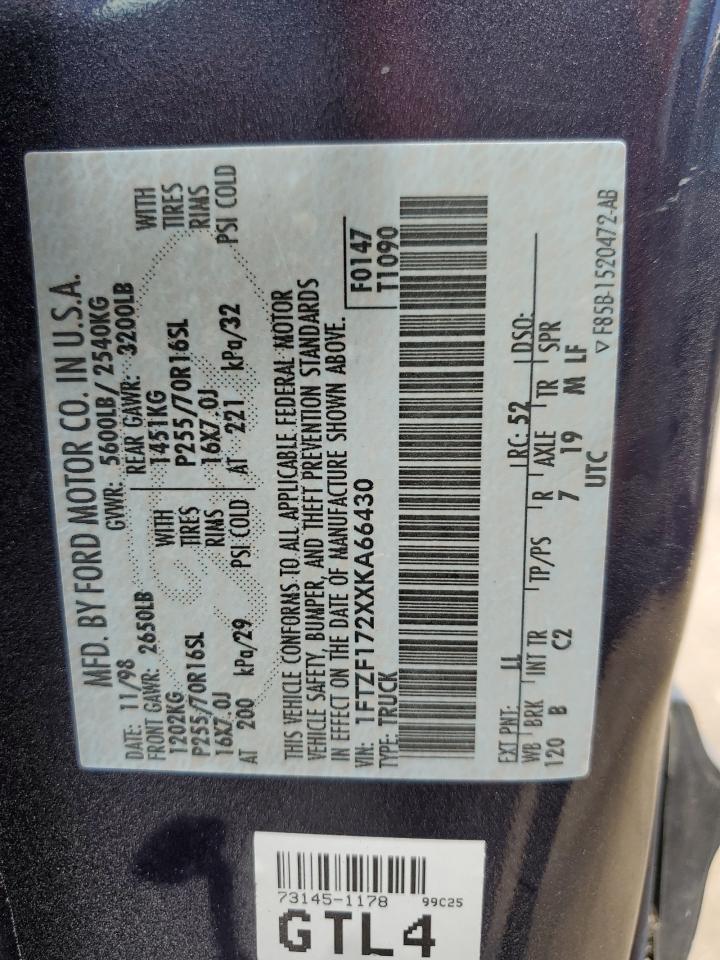 MFD. BY FORD MOTOR CO. IN U.S.A.
DATE: 11/98 GVWR: 5600LB/ 2540KG
FRONT GAWR: 2650LB REAR GAWR: 3200LB
1202KG WITH 1451KG WITH
P255/70R16SL TIRES P255/70R16SL TIRES
16X7.0J RIMS 16X7.0J RIMS
AT 200 kPa/29 PSI COLD AT 221 kPa/32 PSI COLD
THIS VEHICLE CONFORMS TO ALL APPLICABLE FEDERAL MOTOR
VEHICLE SAFETY, BUMPER, AND THEFT PREVENTION STANDARDS
IN EFFECT ON THE DATE OF MANUFACTURE SHOWN ABOVE.
VIN: 1FTZF172XXKA66430 F0147
TYPE: TRUCK T1090
EXT PNT: LL RC: 52 DSO:
WB BRK INT TR TP/PS R AXLE TR SPR
120 B C2 7 19 M LF
UTC ▽ F85B-1520472-AB
73145-1178 99C25
GTL4